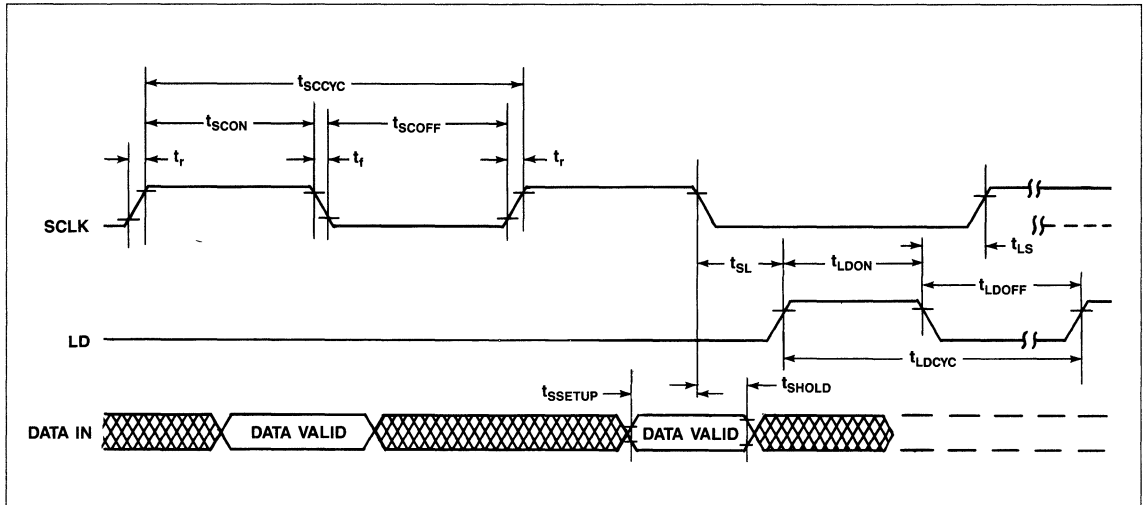 tSCCYC
tSCON
tSCOFF
tr
tf
tr
SCLK
tLS
tSL
tLDON
tLDOFF
LD
tLDCYC
tSSETUP
tSHOLD
DATA IN
DATA VALID
DATA VALID